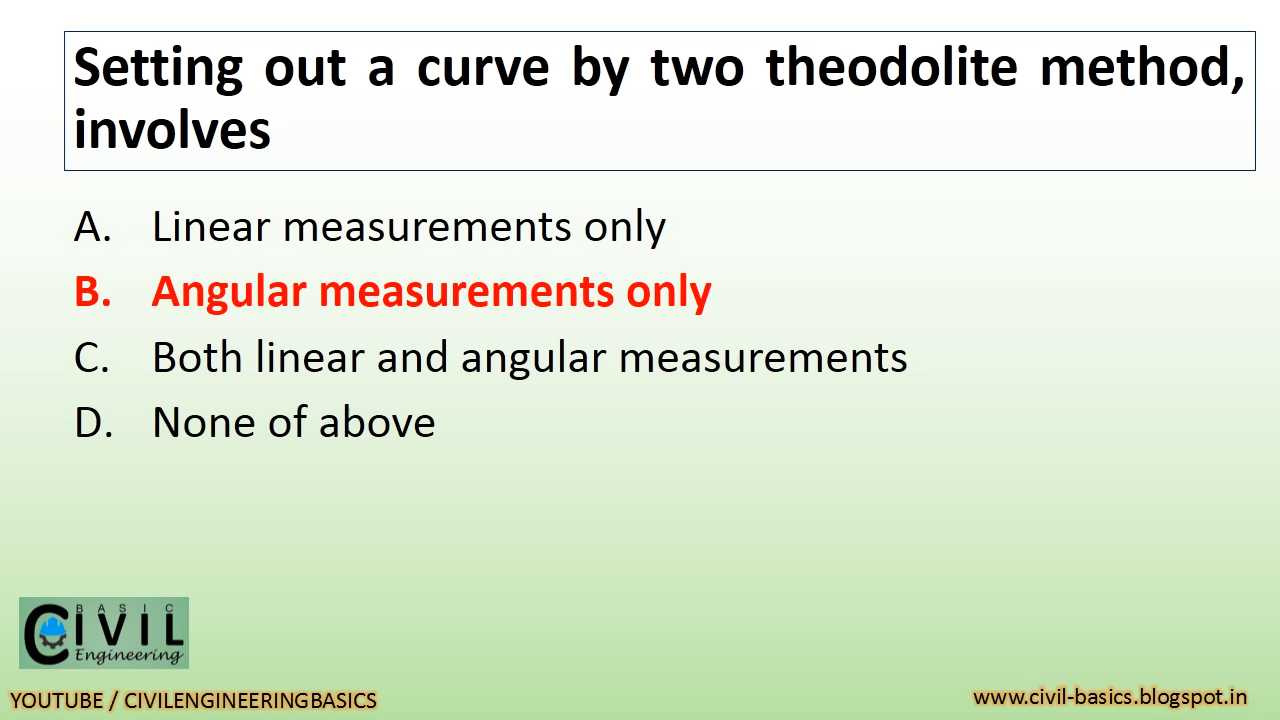 Setting out a curve by two theodolite method,
involves
A. Linear measurements only
B. Angular measurements only
C. Both linear and angular measurements
D. None of above
BASIC
CIVIL
Engineering
YOUTUBE / CIVILENGINEERINGBASICS
www.civil-basics.blogspot.in